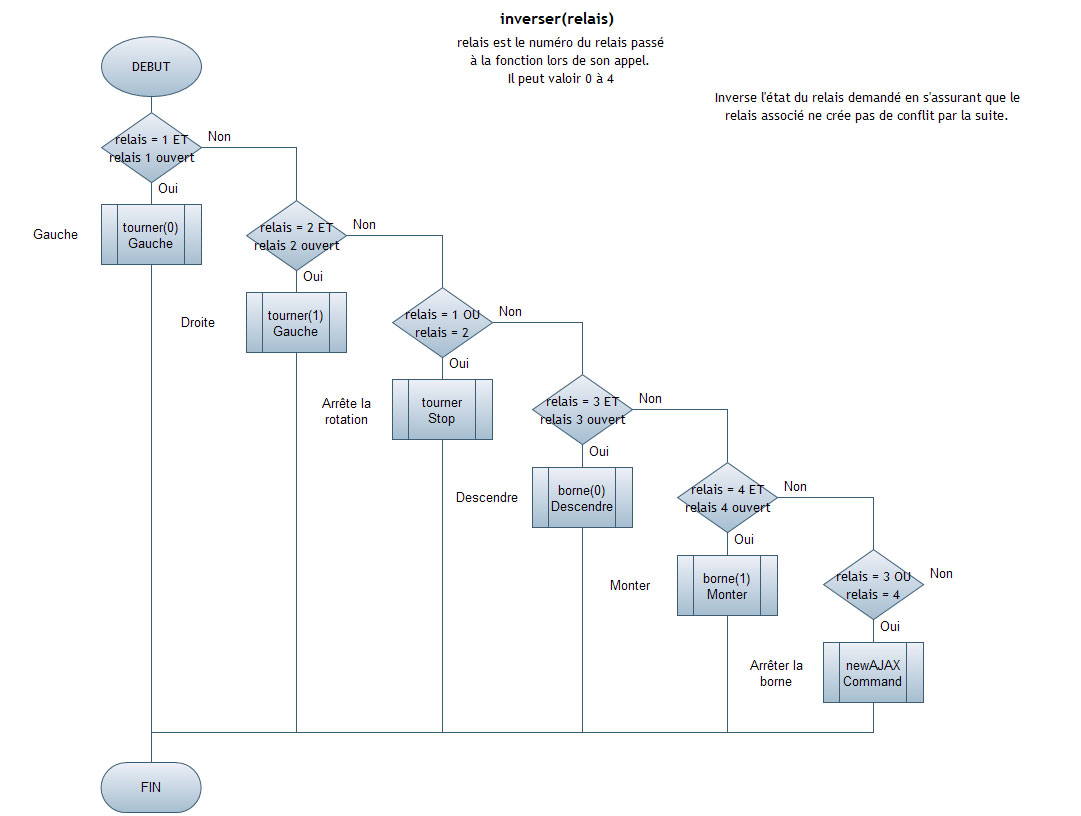 inverser(relais)
relais est le numéro du relais passé
à la fonction lors de son appel.
Il peut valoir 0 à 4
Inverse l'état du relais demandé en s'assurant que le
relais associé ne crée pas de conflit par la suite.
DEBUT
relais = 1 ET
relais 1 ouvert
Non
Oui
Gauche
tourner(0)
Gauche
relais = 2 ET
relais 2 ouvert
Non
Oui
Droite
tourner(1)
Gauche
relais = 1 OU
relais = 2
Non
Oui
Arrête la
rotation
tourner
Stop
relais = 3 ET
relais 3 ouvert
Non
Oui
Descendre
borne(0)
Descendre
relais = 4 ET
relais 4 ouvert
Non
Oui
Monter
borne(1)
Monter
relais = 3 OU
relais = 4
Non
Oui
Arrêter la
borne
newAJAX
Command
FIN